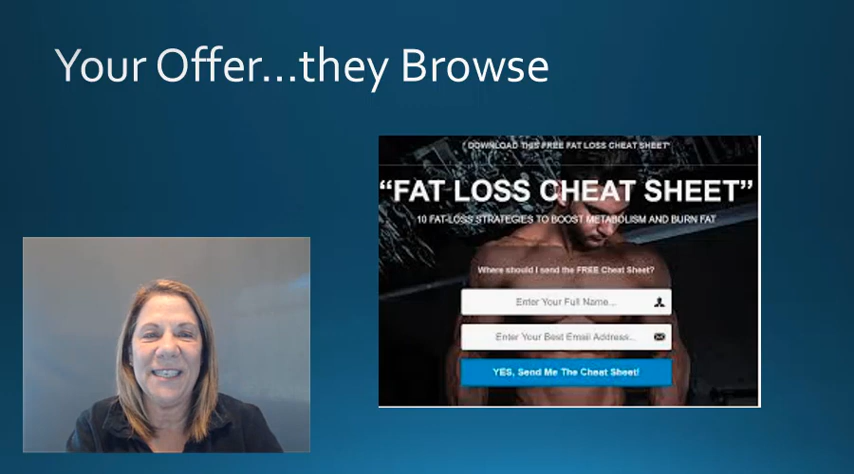 Your Offer...they Browse
"DOWNLOAD THIS FREE FAT LOSS CHEAT SHEET"
“FAT LOSS CHEAT SHEET”
10 FAT-LOSS STRATEGIES TO BOOST METABOLISM AND BURN FAT
Where should I send the FREE Cheat Sheet?
Enter Your Full Name...
Enter Your Best Email Address...
YES, Send Me The Cheat Sheet!